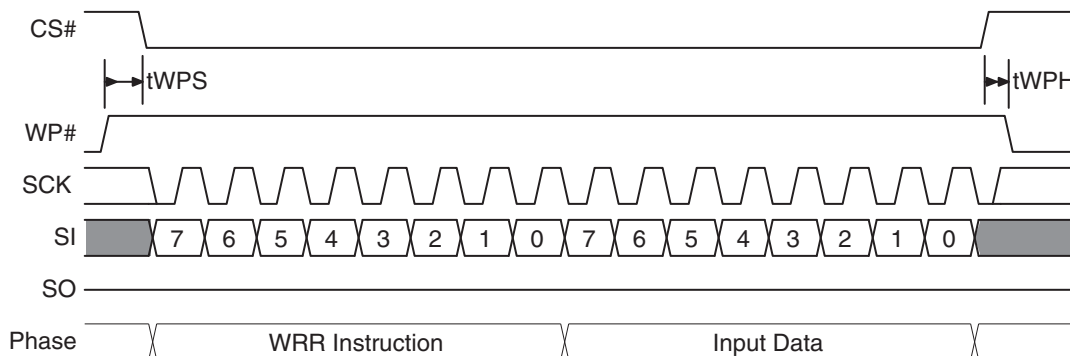 CS#
tWPS tWPH
WP#
SCK
SI 7 6 5 4 3 2 1 0 7 6 5 4 3 2 1 0
SO
Phase WRR Instruction Input Data